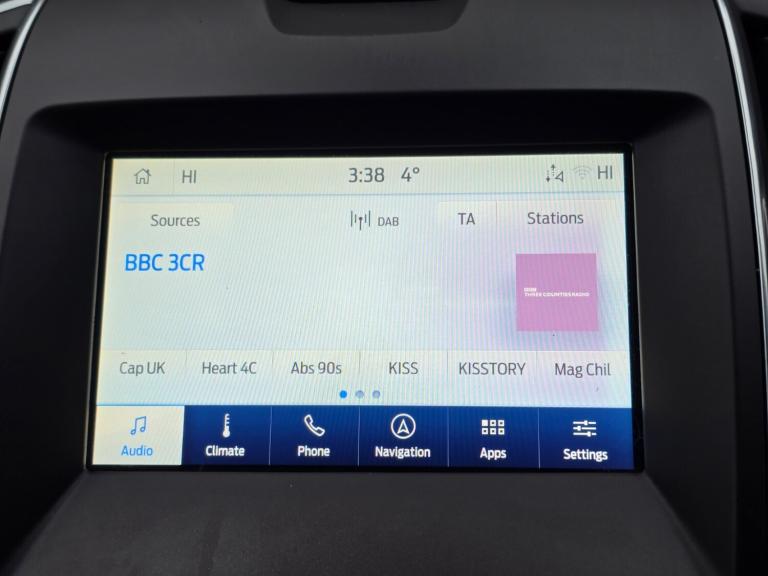 HI 3:38 4° HI
Sources DAB TA Stations
BBC 3CR
BBC
THREE COUNTIES RADIO
Cap UK Heart 4C Abs 90s KISS KISSTORY Mag Chil
Audio Climate Phone Navigation Apps Settings